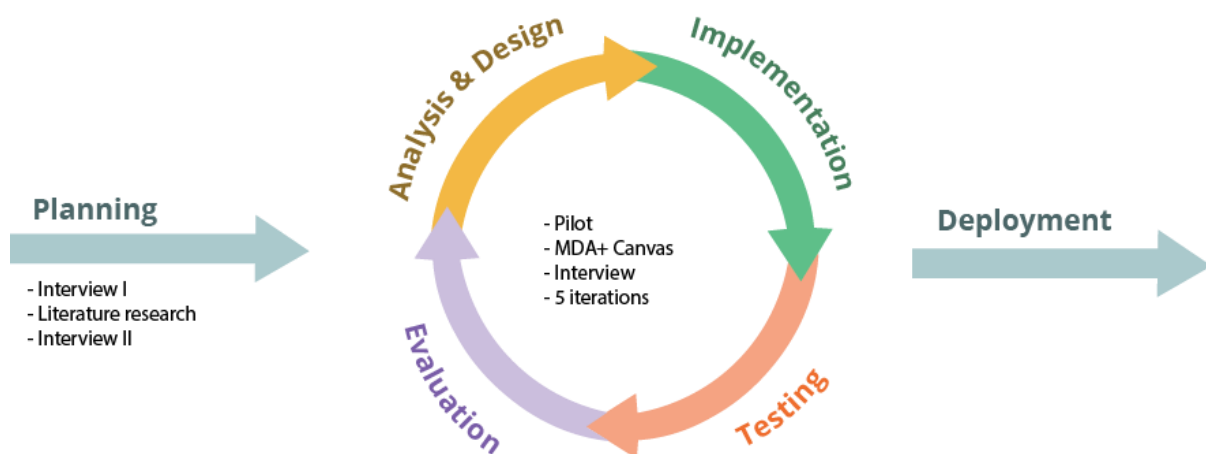 Planning
- Interview I
- Literature research
- Interview II
Analysis & Design
Implementation
Testing
Evaluation
- Pilot
- MDA+ Canvas
- Interview
- 5 iterations
Deployment